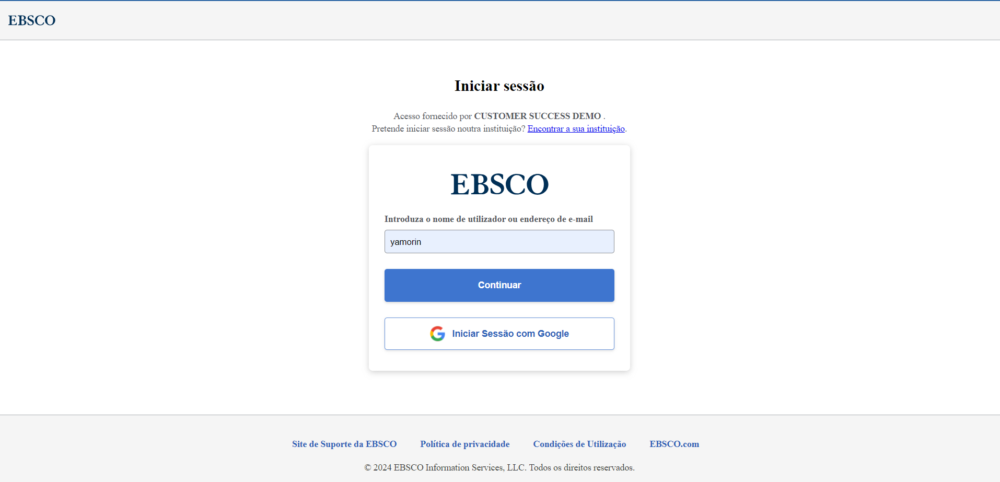 EBSCO
Iniciar sessão
Acesso fornecido por CUSTOMER SUCCESS DEMO .
Pretende iniciar sessão noutra instituição? Encontrar a sua instituição.
EBSCO
Introduza o nome de utilizador ou endereço de e-mail
yamorin
Continuar
Iniciar Sessão com Google
Site de Suporte da EBSCO Política de privacidade Condições de Utilização EBSCO.com
© 2024 EBSCO Information Services, LLC. Todos os direitos reservados.